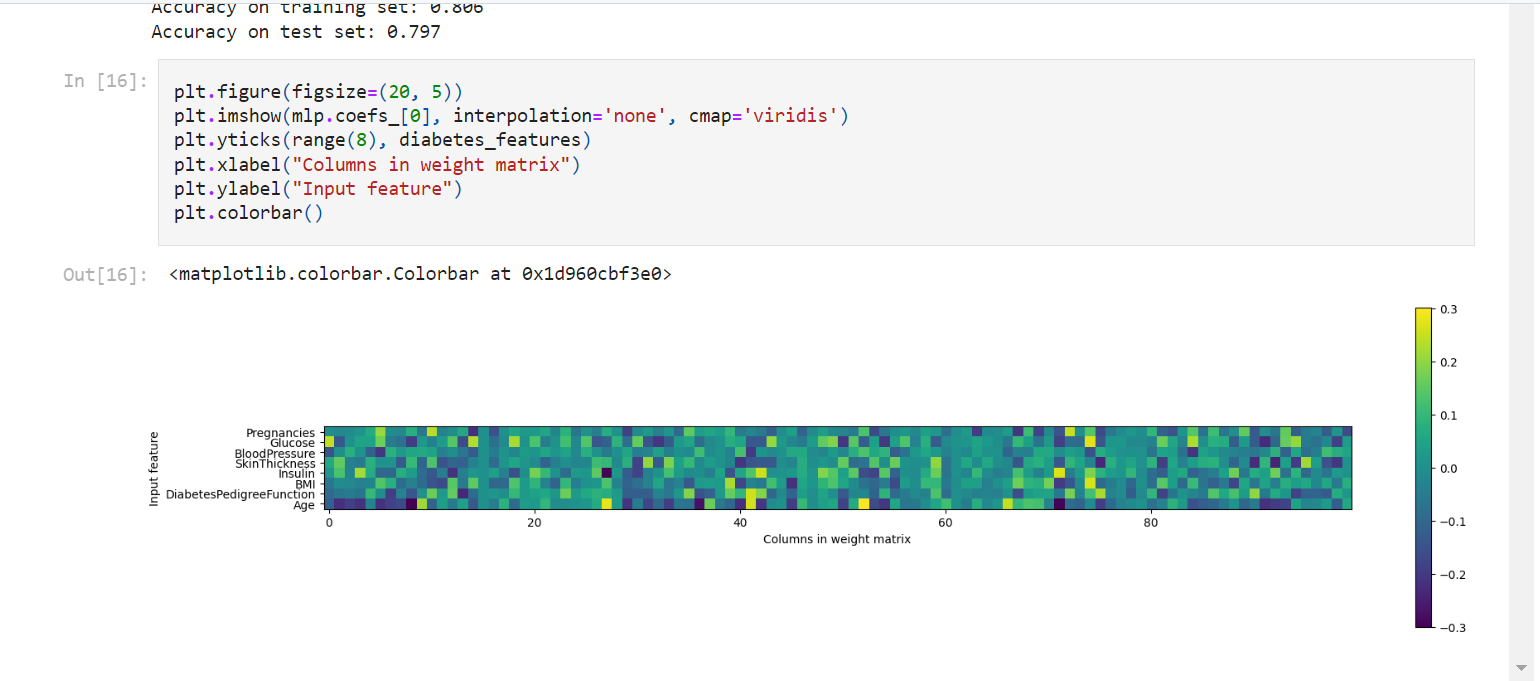 Accuracy on training set: 0.806
Accuracy on test set: 0.797
In [16]:
plt.figure(figsize=(20, 5))
plt.imshow(mlp.coefs_[0], interpolation='none', cmap='viridis')
plt.yticks(range(8), diabetes_features)
plt.xlabel("Columns in weight matrix")
plt.ylabel("Input feature")
plt.colorbar()
Out[16]: <matplotlib.colorbar.Colorbar at 0x1d960cbf3e0>
Input feature
Pregnancies
Glucose
BloodPressure
SkinThickness
Insulin
BMI
DiabetesPedigreeFunction
Age
0 20 40 60 80
Columns in weight matrix
0.3
0.2
0.1
0.0
−0.1
−0.2
−0.3